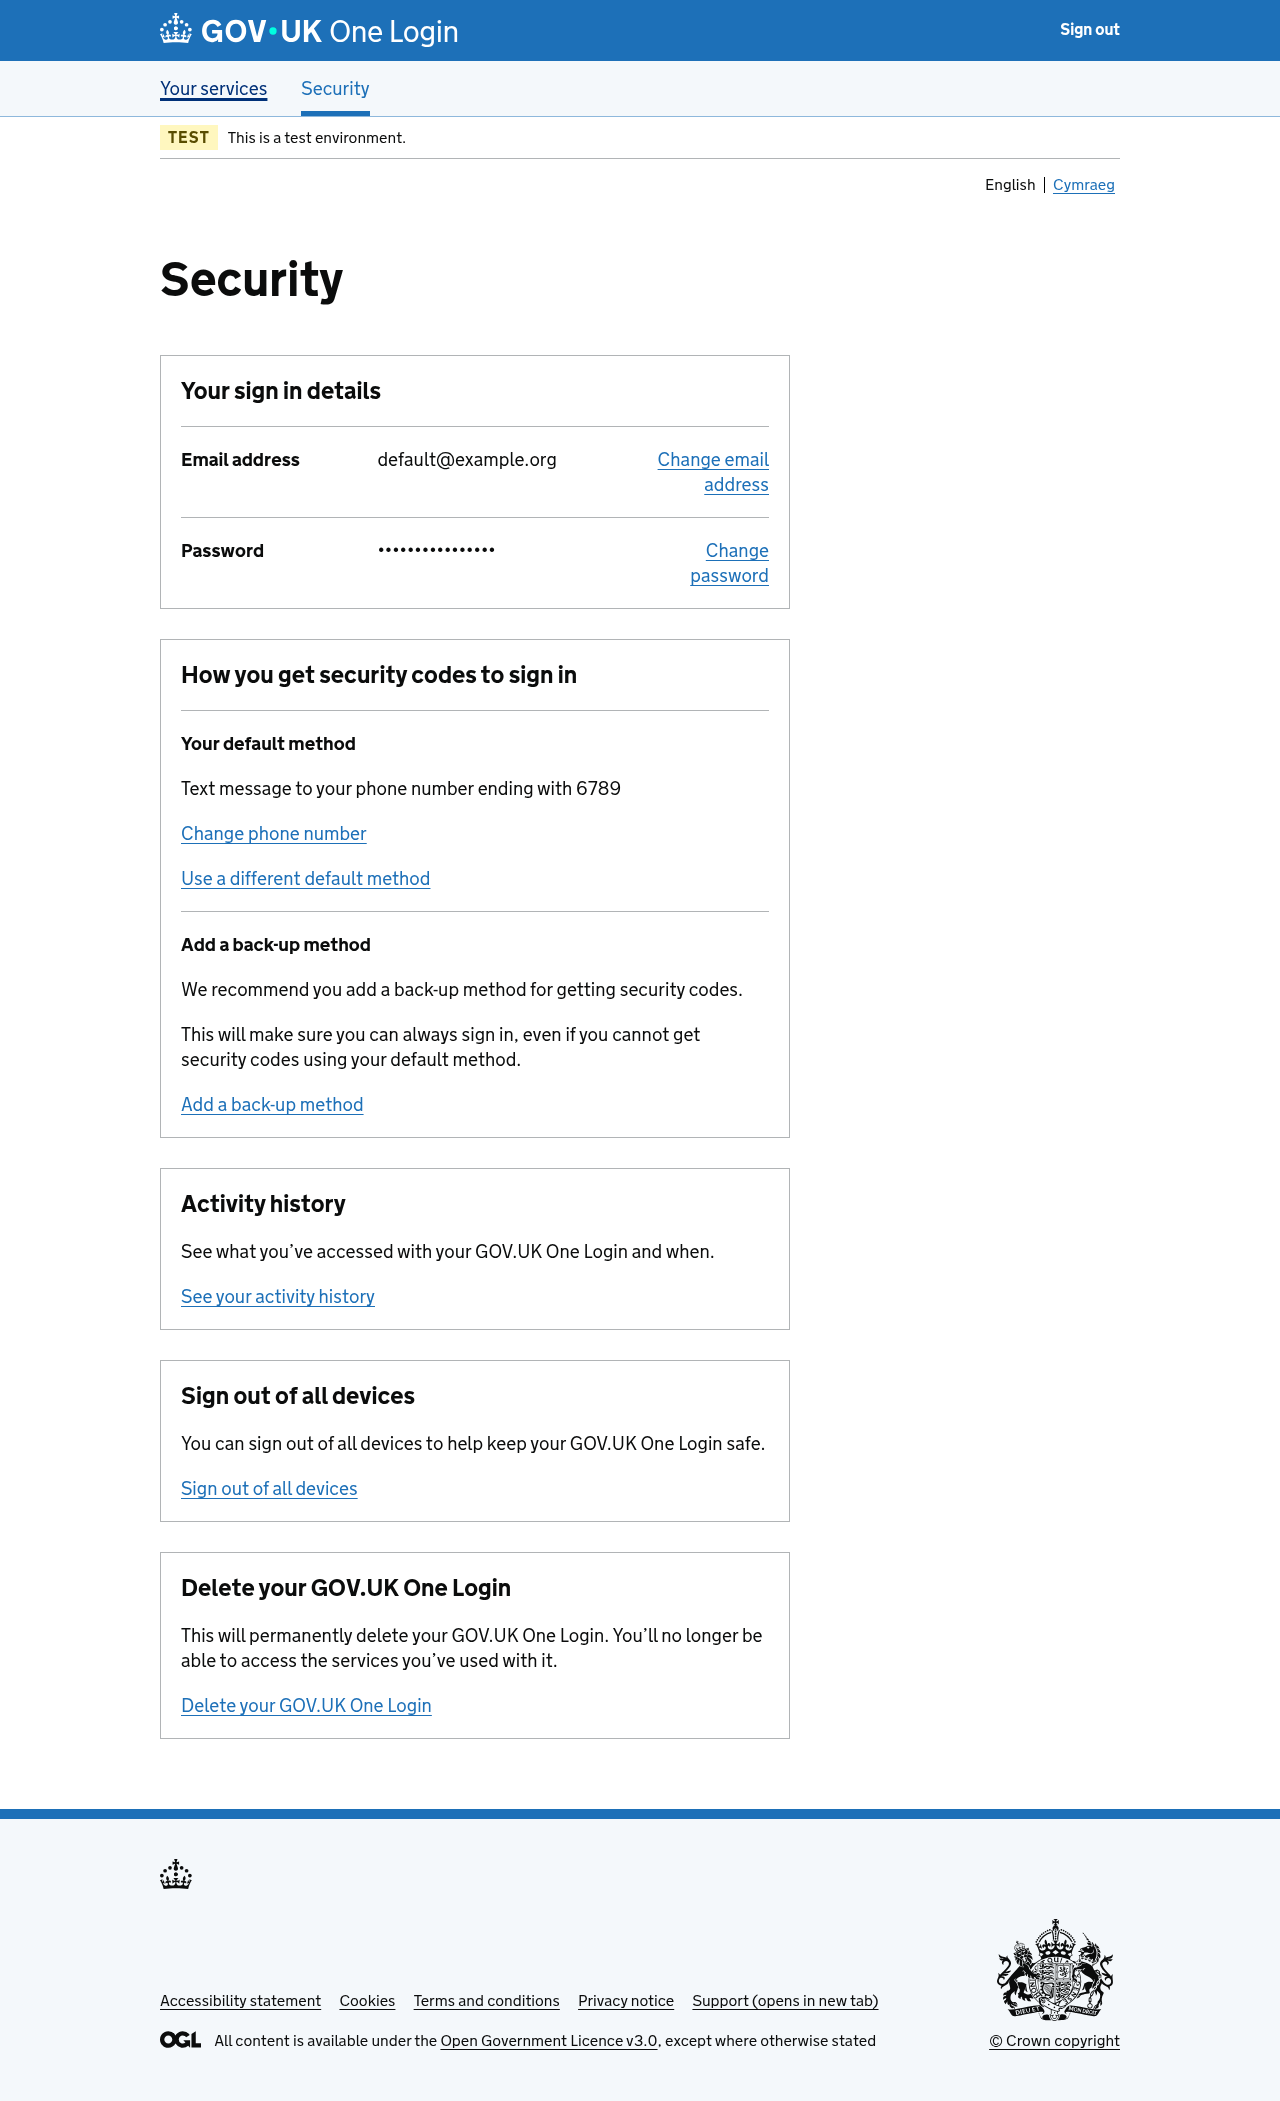 GOV•UK One Login
Sign out
Your services
Security
TEST
This is a test environment.
English
Cymraeg
Security
Your sign in details
Email address
default@example.org
Change email
address
Password
••••••••••••••••
Change
password
How you get security codes to sign in
Your default method
Text message to your phone number ending with 6789
Change phone number
Use a different default method
Add a back-up method
We recommend you add a back-up method for getting security codes.
This will make sure you can always sign in, even if you cannot get
security codes using your default method.
Add a back-up method
Activity history
See what you’ve accessed with your GOV.UK One Login and when.
See your activity history
Sign out of all devices
You can sign out of all devices to help keep your GOV.UK One Login safe.
Sign out of all devices
Delete your GOV.UK One Login
This will permanently delete your GOV.UK One Login. You’ll no longer be
able to access the services you’ve used with it.
Delete your GOV.UK One Login
Accessibility statement
Cookies
Terms and conditions
Privacy notice
Support (opens in new tab)
OGL
All content is available under the Open Government Licence v3.0, except where otherwise stated
© Crown copyright